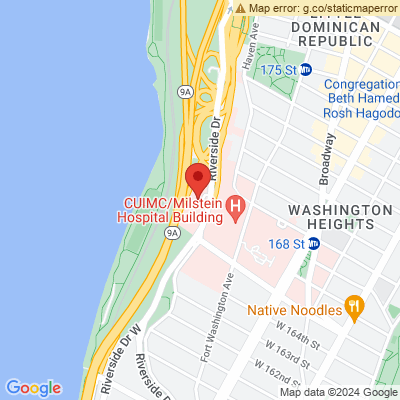 Map error: g.co/staticmaperror
LITTLE
DOMINICAN
REPUBLIC
Haven Ave
175 St
Congregation
Beth Hamed
Rosh Hagodo
9A
Riverside Dr
Broadway
CUIMC/Milstein
Hospital Building
H
WASHINGTON
HEIGHTS
9A
168 St
Fort Washington Ave
Native Noodles
Riverside Dr W
Riverside Dr
W 164th St
W 163rd St
W 162nd St
Google
Map data ©2024 Google